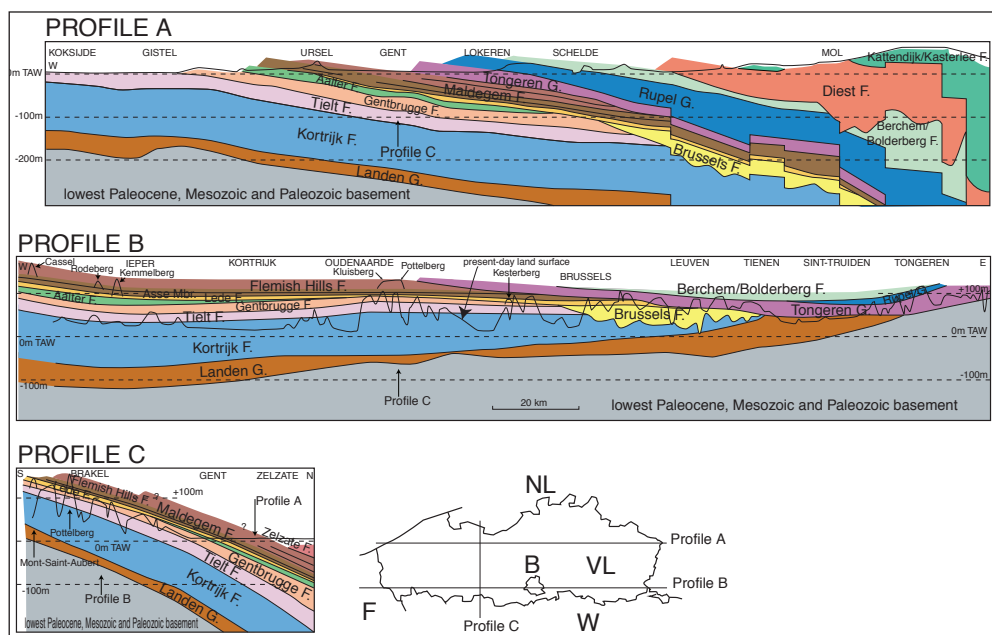 PROFILE A
KOKSIJDE GISTEL URSEL GENT LOKEREN SCHELDE MOL Kattendijk/Kasterlee F.
W
0m TAW
Aalter F.
Maldegem F.
Tongeren G.
Rupel G.
Diest F.
Tielt F.
Gentbrugge F.
-100m
Profile C
Berchem/
Bolderberg F.
Kortrijk F.
Brussels F.
-200m
Landen G.
lowest Paleocene, Mesozoic and Paleozoic basement
PROFILE B
W Cassel Rodeberg IEPER Kemmelberg KORTRIJK OUDENAARDE Kluisberg Pottelberg present-day land surface Kesterberg BRUSSELS LEUVEN TIENEN SINT-TRUIDEN TONGEREN E
Flemish Hills F.
Berchem/Bolderberg F.
Rupel G.
+100m
Aalter F.
Asse Mbr.
Lede F.
Gentbrugge F.
Tielt F.
Brussels F.
Tongeren G.
0m TAW
0m TAW
Kortrijk F.
Landen G.
-100m
-100m
Profile C
20 km
lowest Paleocene, Mesozoic and Paleozoic basement
PROFILE C
S BRAKEL GENT ZELZATE N
Flemish Hills F. ?
+100m
Lede F.
Profile A
Maldegem F.
?
Zelzate F.
Pottelberg
0m TAW
Mont-Saint-Aubert
Tielt F.
Gentbrugge F.
-100m
Kortrijk F.
Profile B
Landen G.
lowest Paleocene, Mesozoic and Paleozoic basement
NL
Profile A
B VL
Profile B
F
Profile C
W